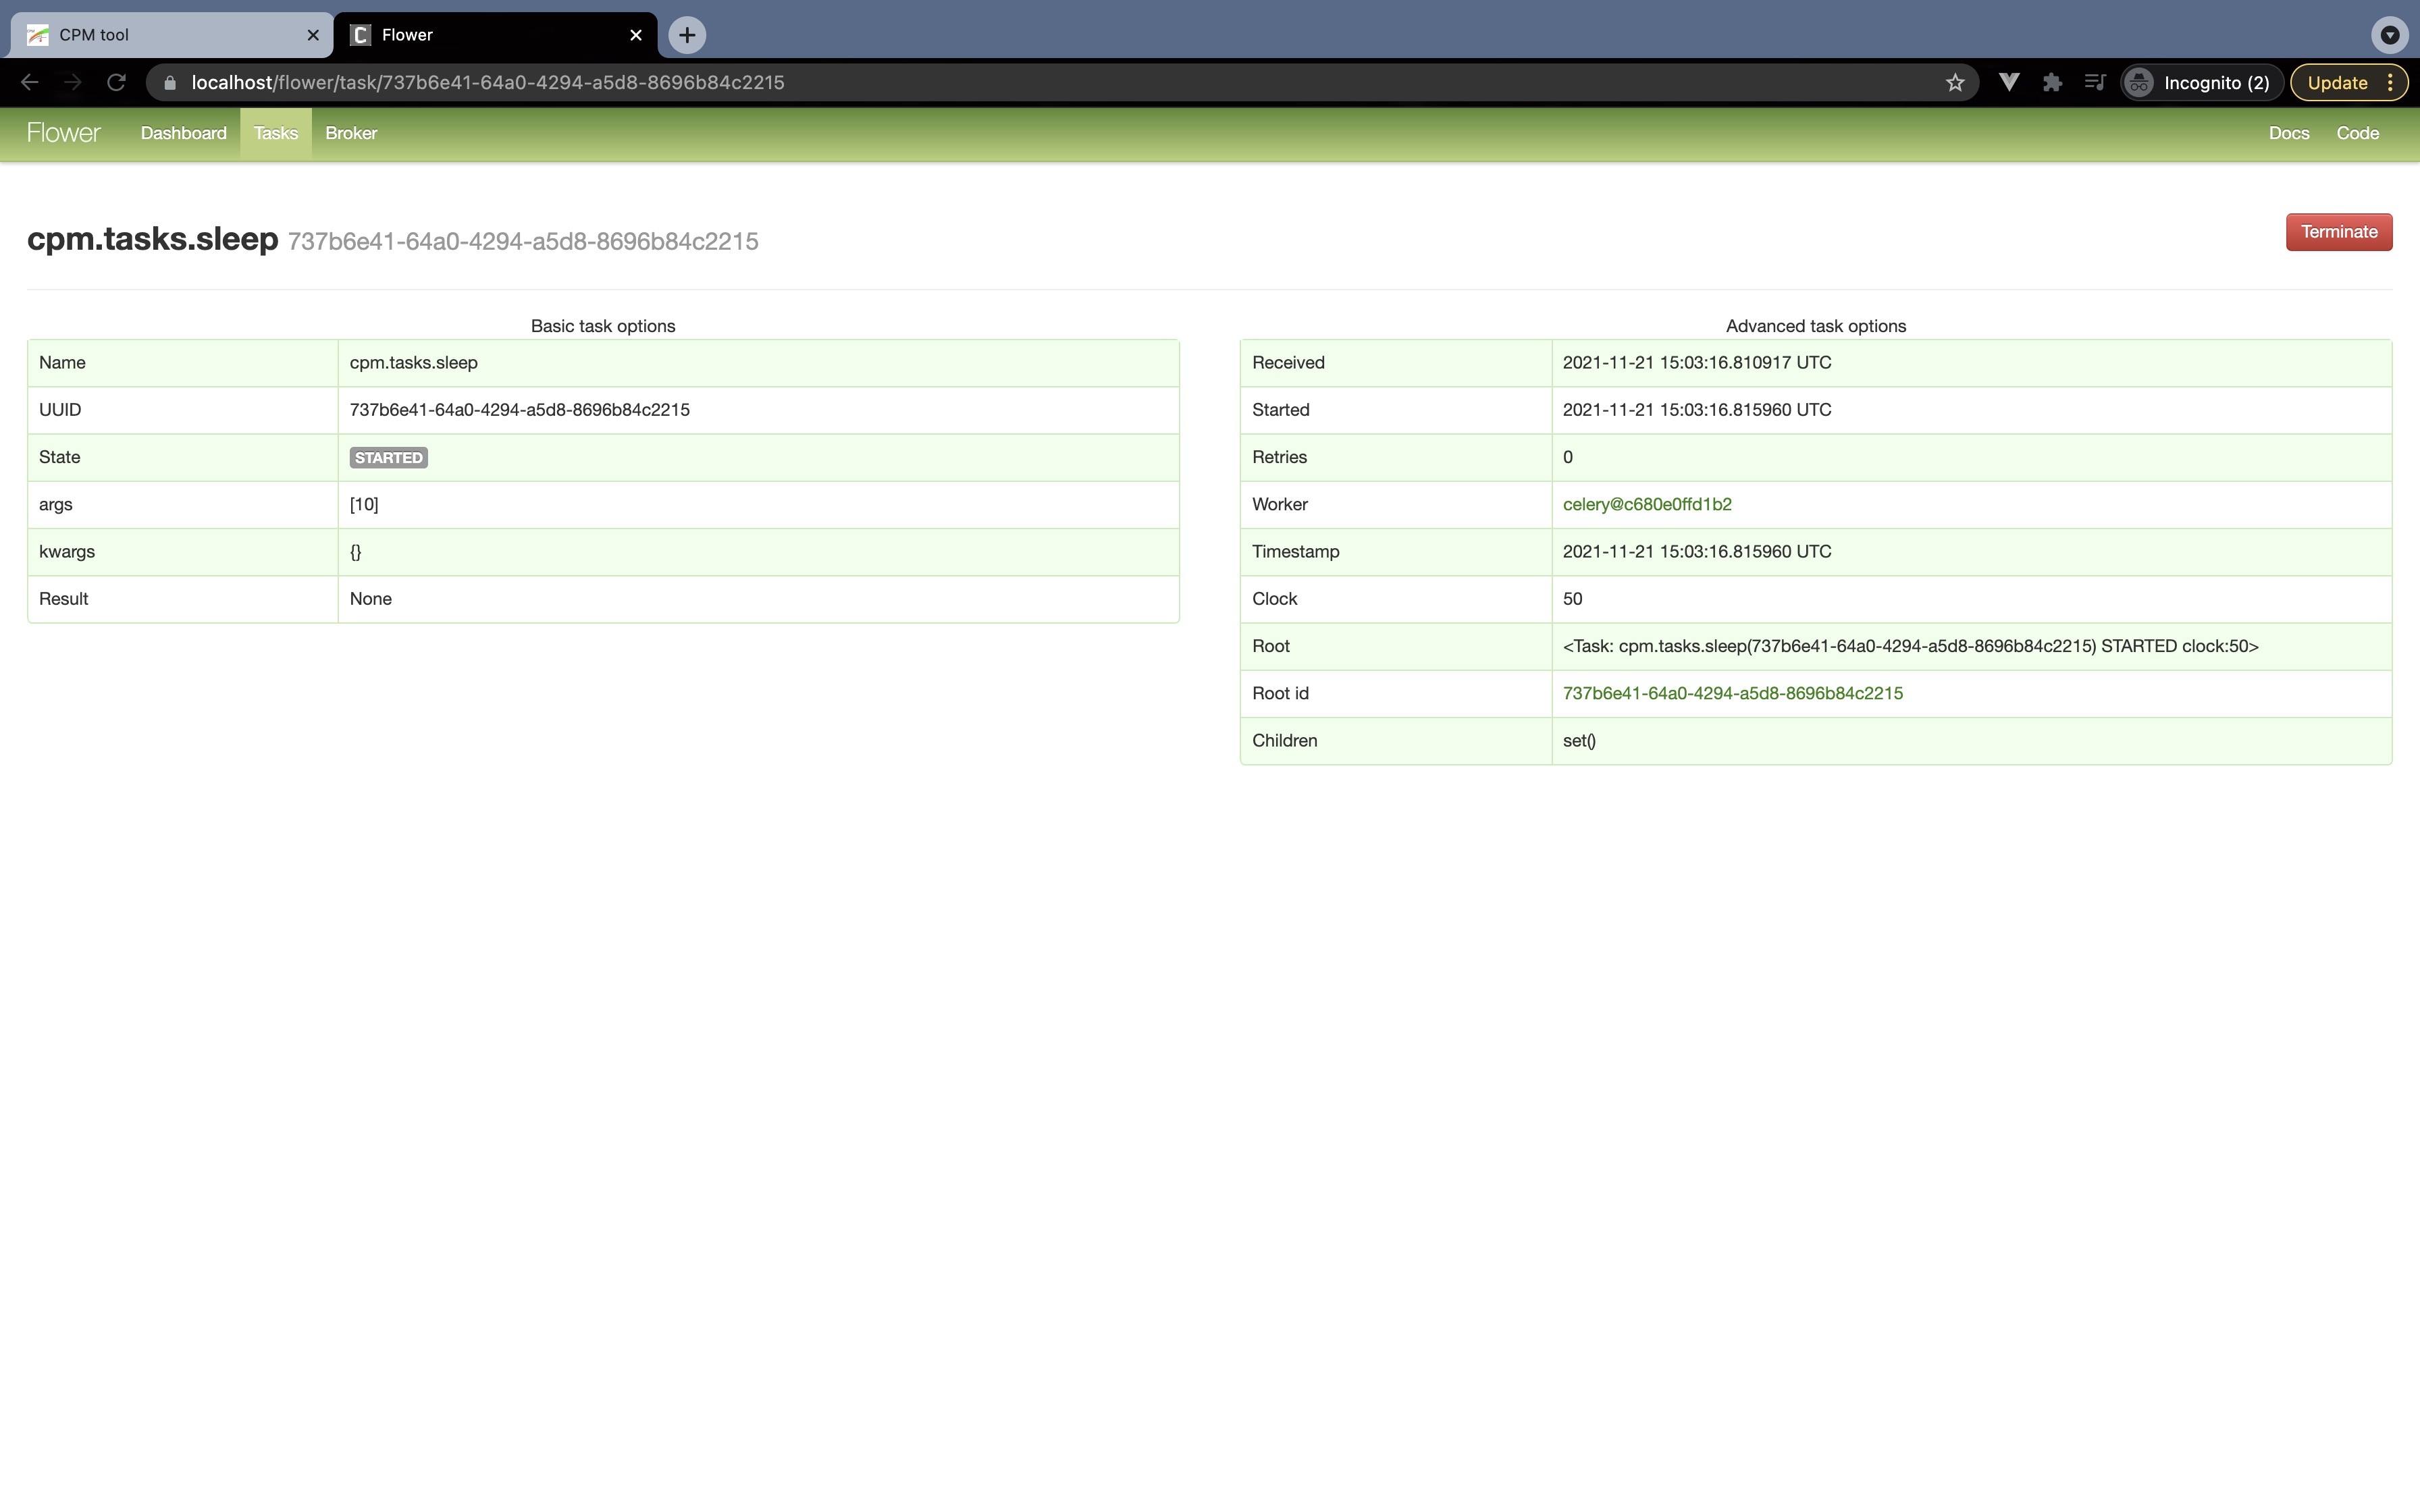 CPM tool
Flower
localhost/flower/task/737b6e41-64a0-4294-a5d8-8696b84c2215
Incognito (2)
Update
Flower
Dashboard
Tasks
Broker
Docs
Code
cpm.tasks.sleep 737b6e41-64a0-4294-a5d8-8696b84c2215
Terminate
Basic task options
Name cpm.tasks.sleep
UUID 737b6e41-64a0-4294-a5d8-8696b84c2215
State STARTED
args [10]
kwargs {}
Result None
Advanced task options
Received 2021-11-21 15:03:16.810917 UTC
Started 2021-11-21 15:03:16.815960 UTC
Retries 0
Worker celery@c680e0ffd1b2
Timestamp 2021-11-21 15:03:16.815960 UTC
Clock 50
Root <Task: cpm.tasks.sleep(737b6e41-64a0-4294-a5d8-8696b84c2215) STARTED clock:50>
Root id 737b6e41-64a0-4294-a5d8-8696b84c2215
Children set()